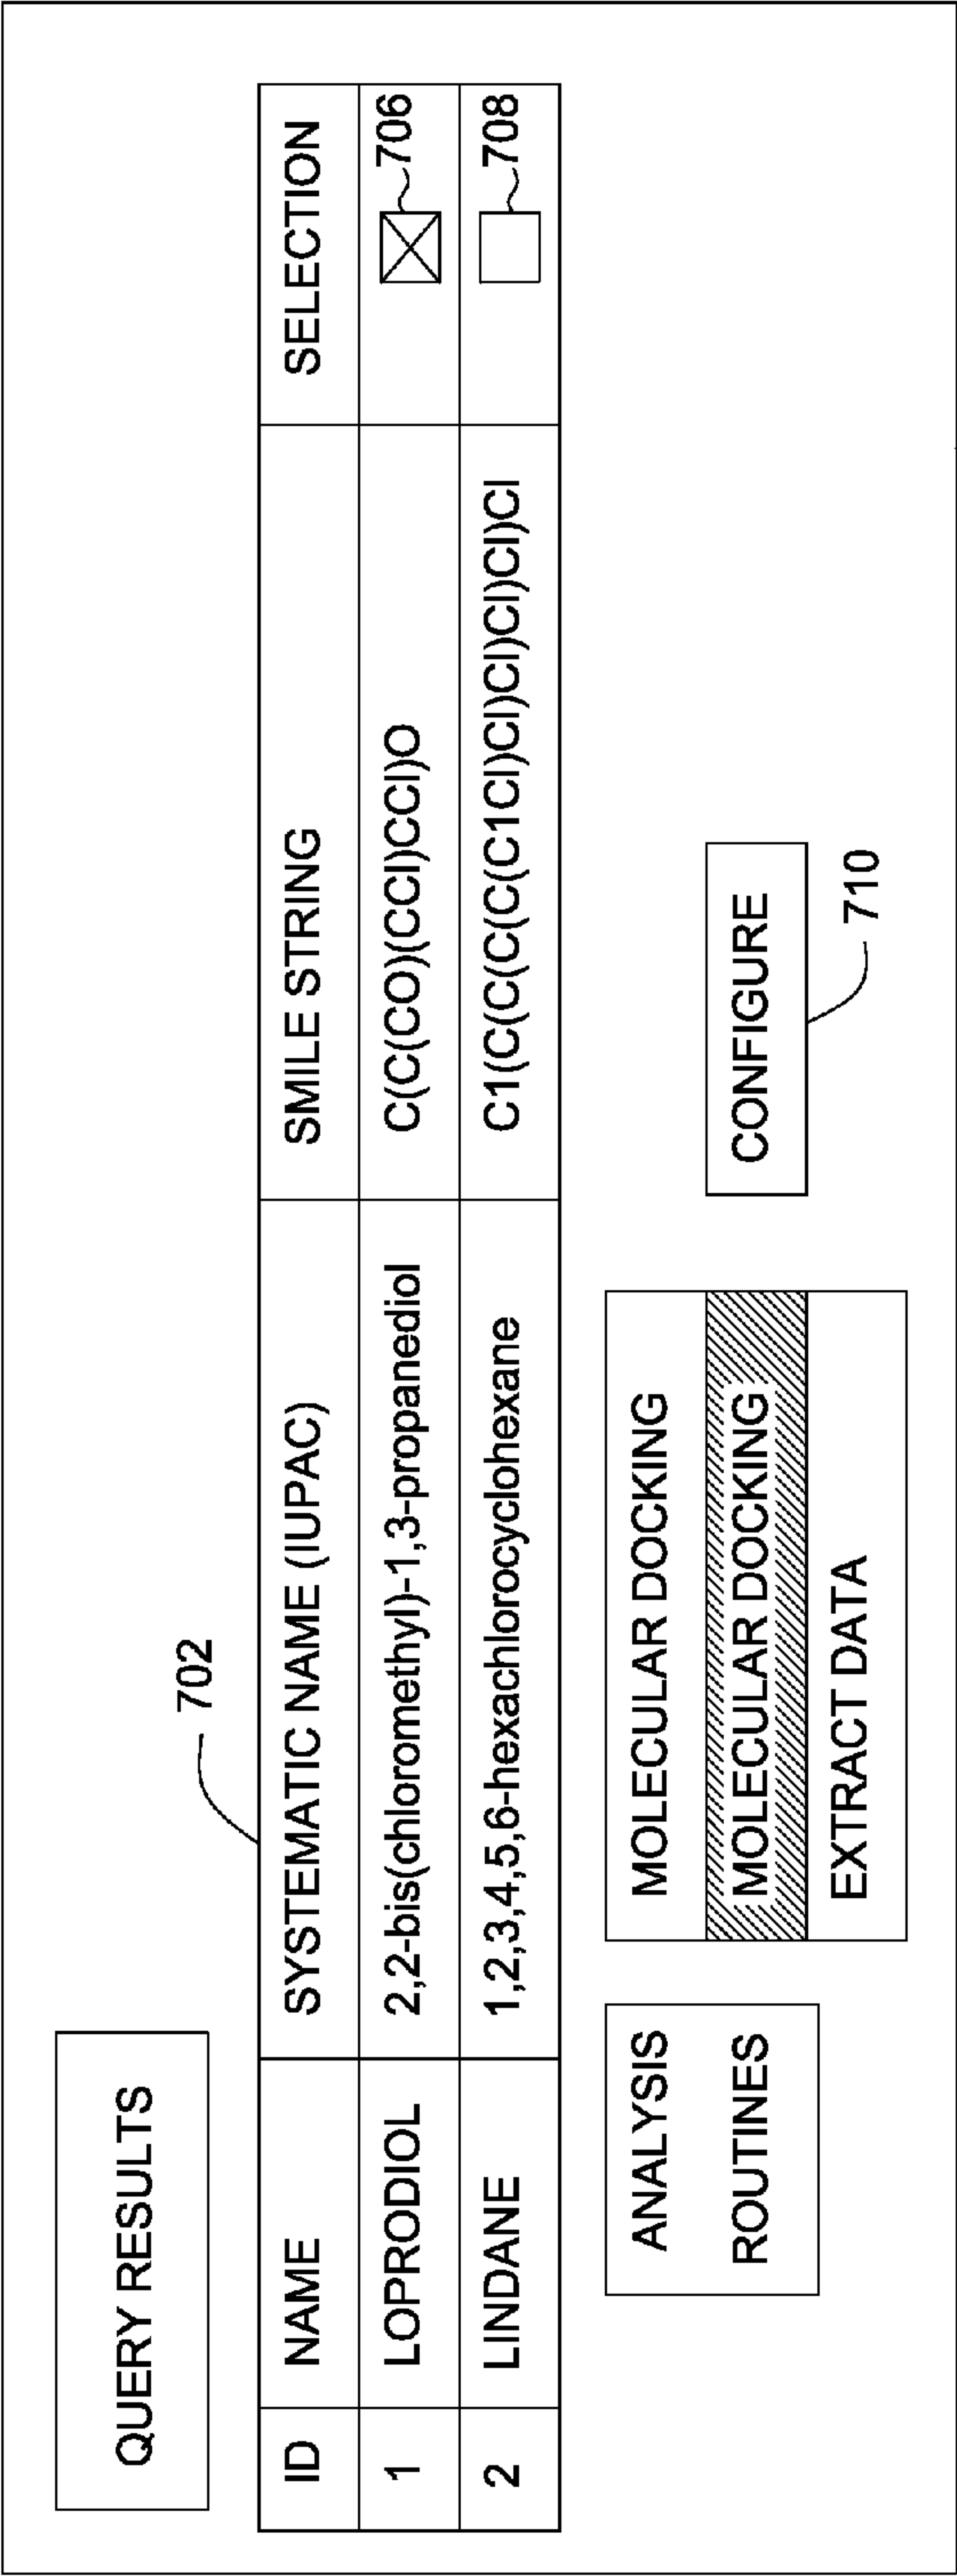 QUERY RESULTS
702
ID NAME SYSTEMATIC NAME (IUPAC) SMILE STRING SELECTION
1 LOPRODIOL 2,2-bis(chloromethyl)-1,3-propanediol C(C(CO)(CCl)CCl)O 706
2 LINDANE 1,2,3,4,5,6-hexachlorocyclohexane C1(C(C(C(C(C1Cl)Cl)Cl)Cl)Cl)Cl 708
ANALYSIS
ROUTINES
MOLECULAR DOCKING
MOLECULAR DOCKING
EXTRACT DATA
CONFIGURE
710